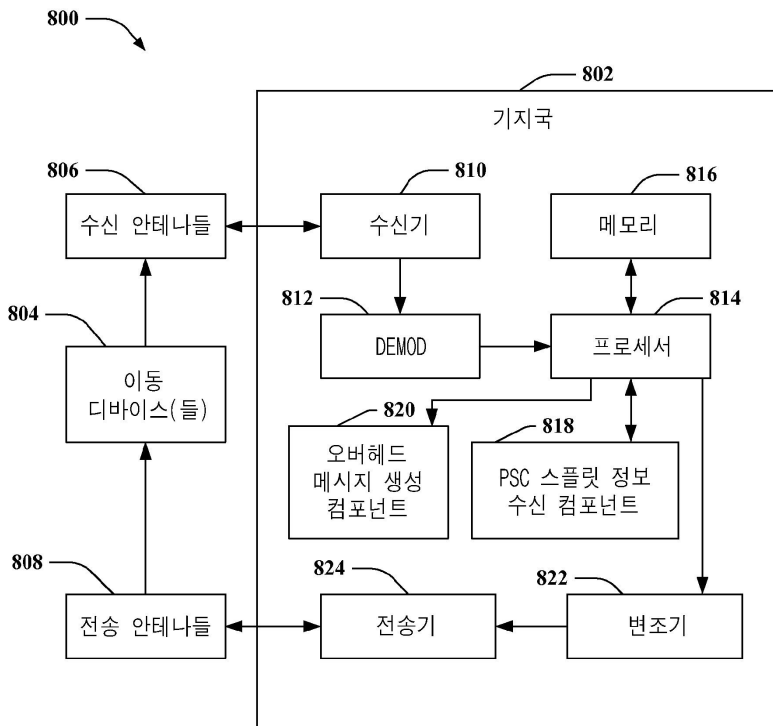 800
802
기지국
806
수신 안테나들
810
수신기
816
메모리
804
이동
디바이스(들)
812
DEMOD
814
프로세서
820
오버헤드
메시지 생성
컴포넌트
818
PSC 스플릿 정보
수신 컴포넌트
808
전송 안테나들
824
전송기
822
변조기